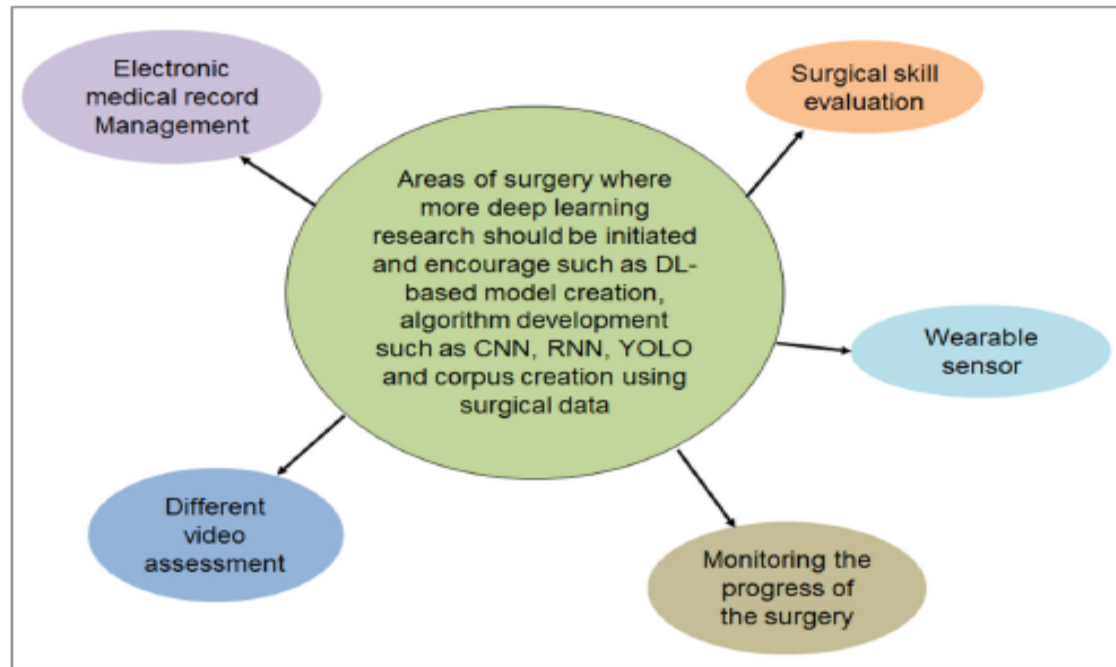 Electronic
medical record
Management
Surgical skill
evaluation
Areas of surgery where
more deep learning
research should be initiated
and encourage such as DL-
based model creation,
algorithm development
such as CNN, RNN, YOLO
and corpus creation using
surgical data
Wearable
sensor
Different
video
assessment
Monitoring the
progress of
the surgery